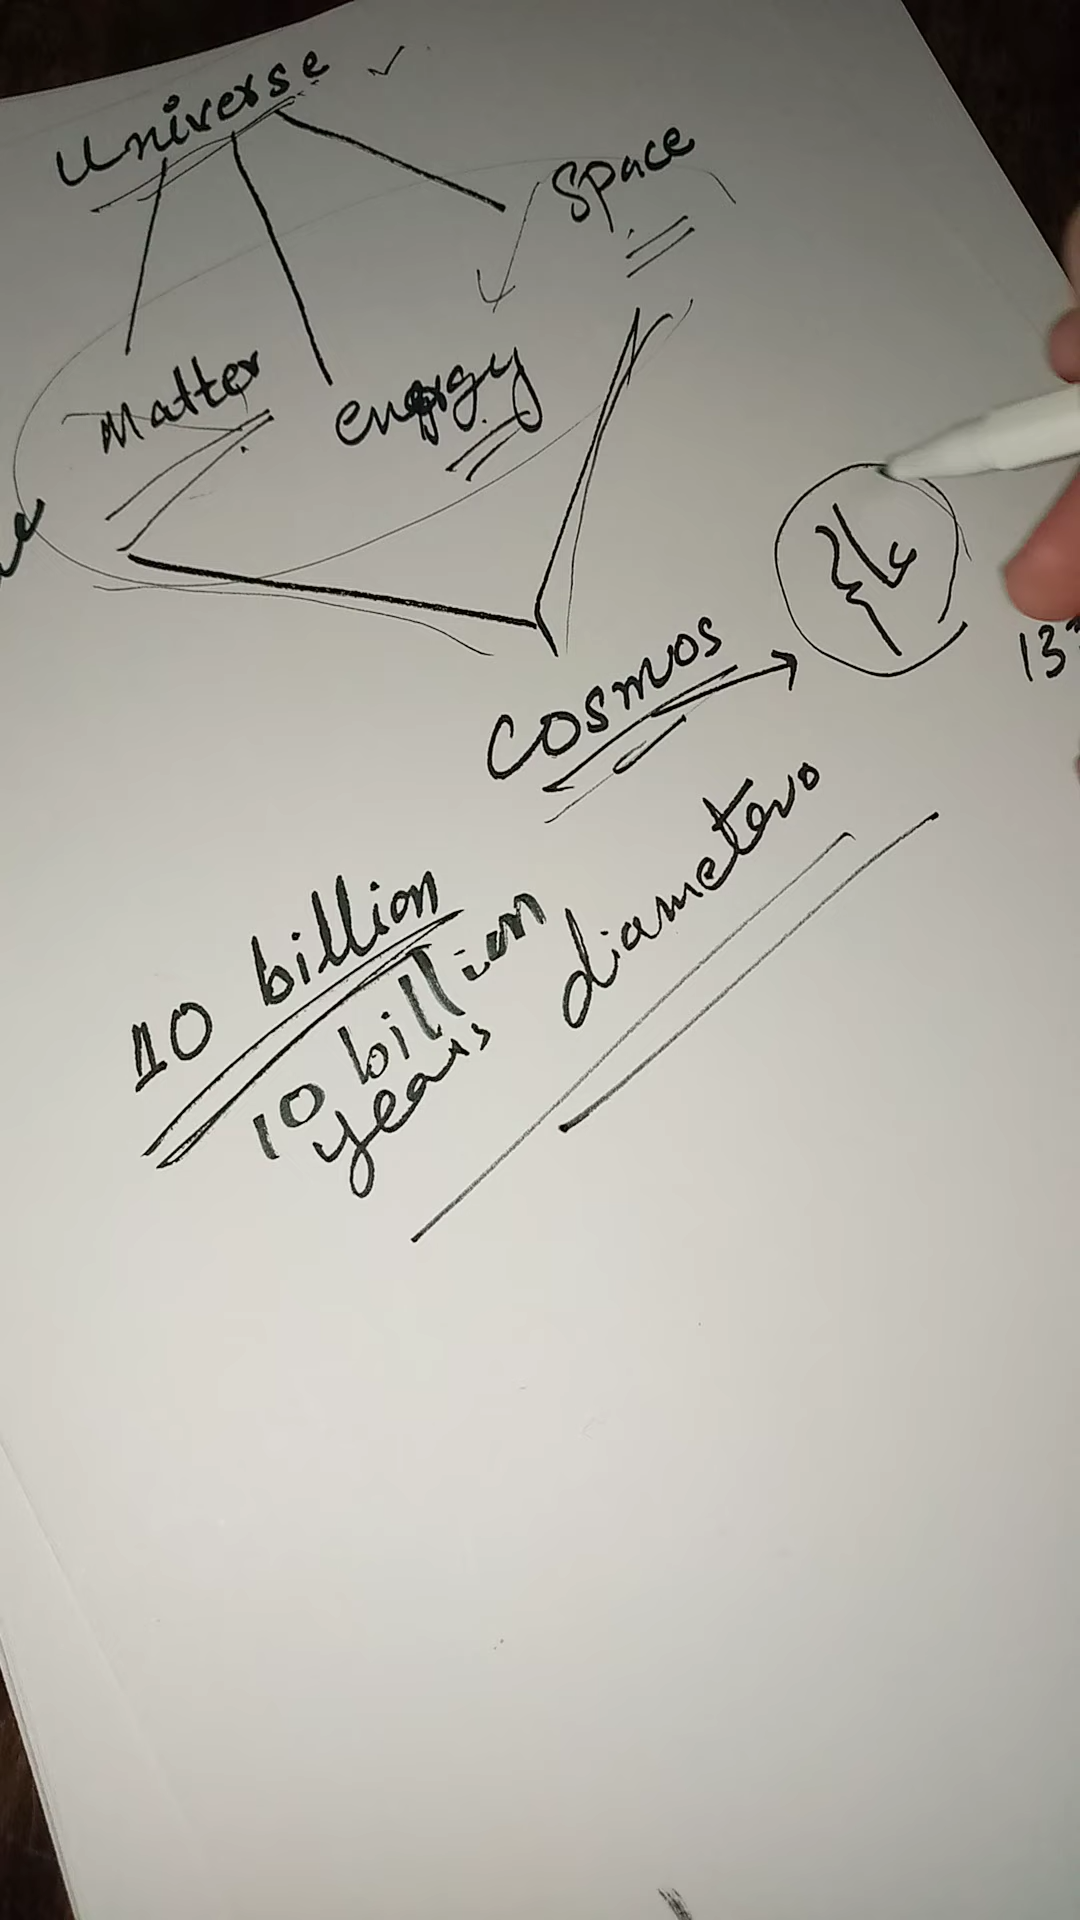 Universe
Space
Matter
energy
Cosmos
13
10 billion
diametero
10 billion
years